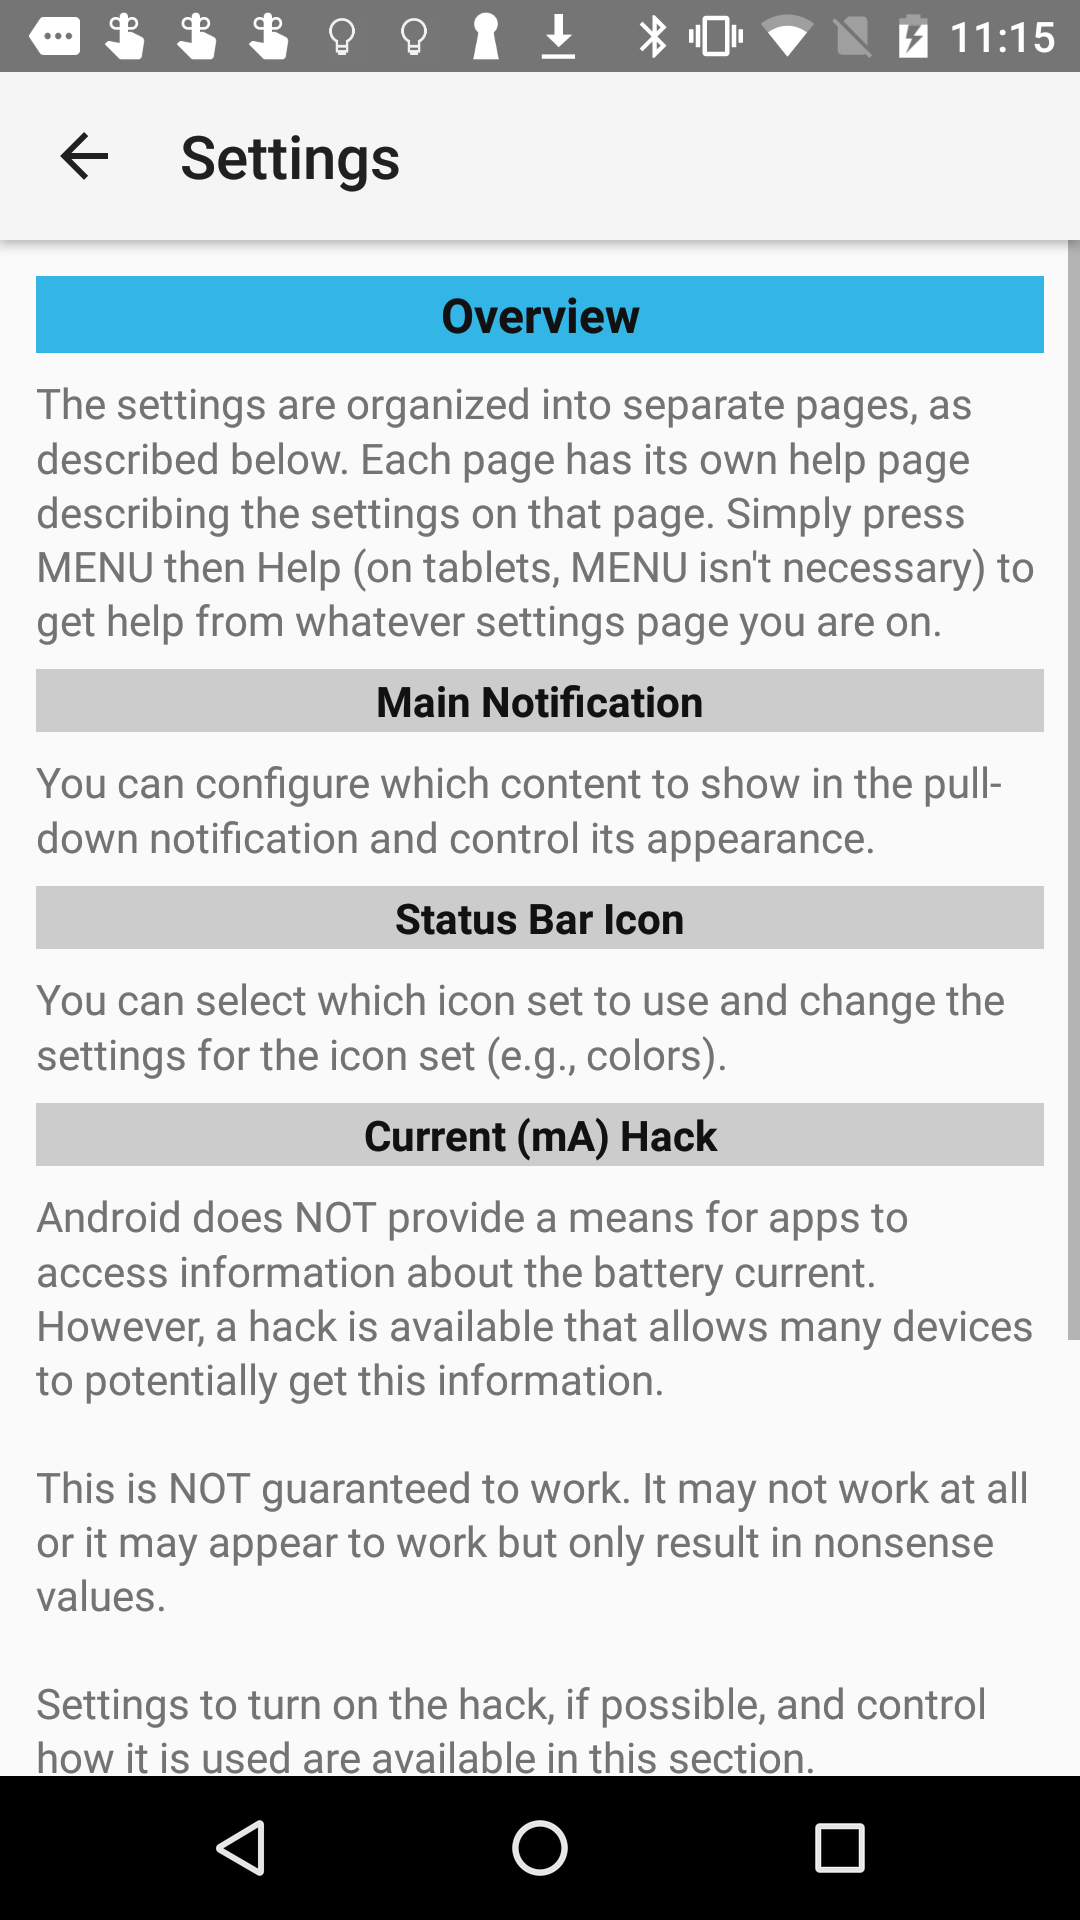 11:15
Settings
Overview
The settings are organized into separate pages, as
described below. Each page has its own help page
describing the settings on that page. Simply press
MENU then Help (on tablets, MENU isn't necessary) to
get help from whatever settings page you are on.
Main Notification
You can configure which content to show in the pull-
down notification and control its appearance.
Status Bar Icon
You can select which icon set to use and change the
settings for the icon set (e.g., colors).
Current (mA) Hack
Android does NOT provide a means for apps to
access information about the battery current.
However, a hack is available that allows many devices
to potentially get this information.
This is NOT guaranteed to work. It may not work at all
or it may appear to work but only result in nonsense
values.
Settings to turn on the hack, if possible, and control
how it is used are available in this section.